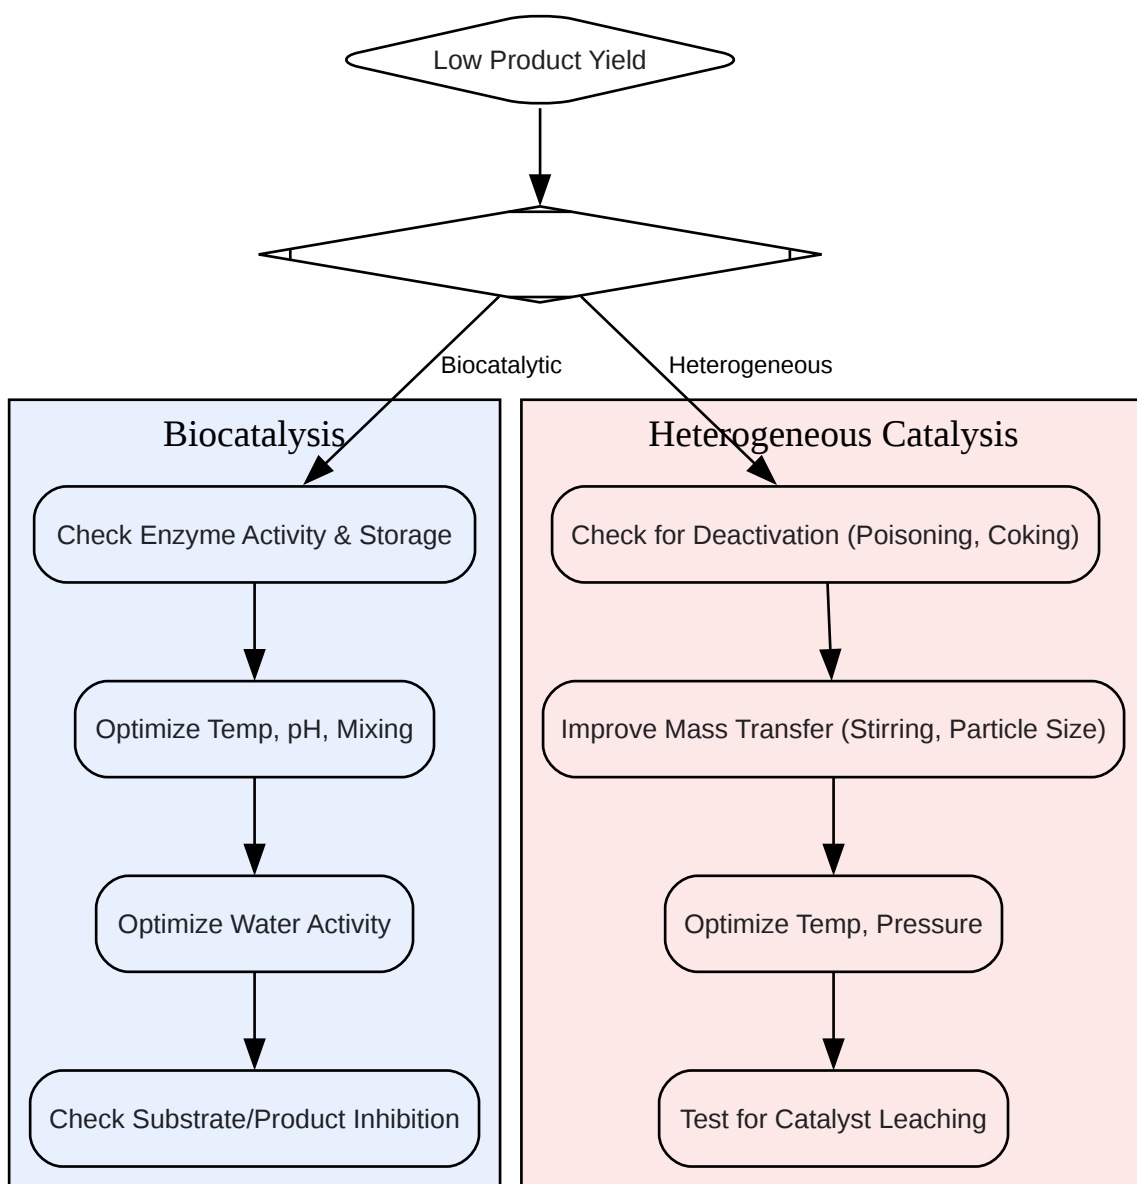 Low Product Yield
Biocatalytic
Heterogeneous
Biocatalysis
Check Enzyme Activity & Storage
Optimize Temp, pH, Mixing
Optimize Water Activity
Check Substrate/Product Inhibition
Heterogeneous Catalysis
Check for Deactivation (Poisoning, Coking)
Improve Mass Transfer (Stirring, Particle Size)
Optimize Temp, Pressure
Test for Catalyst Leaching